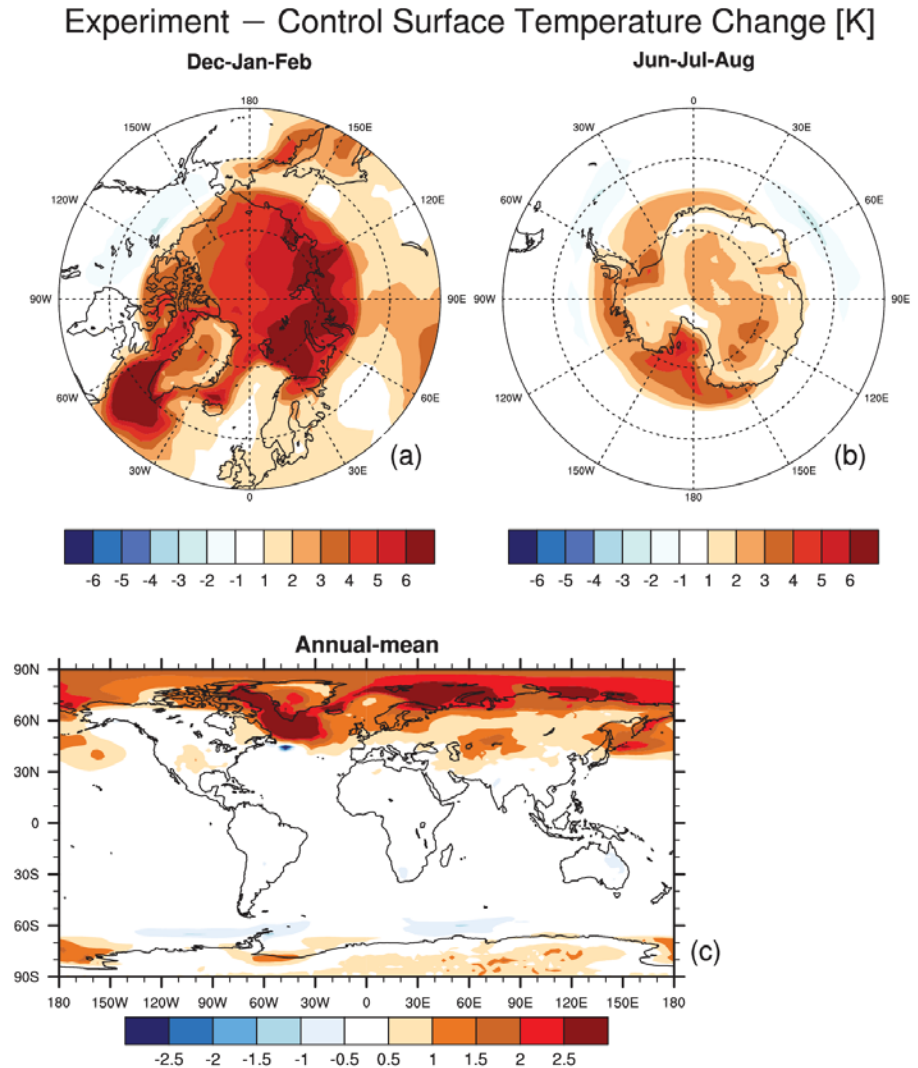 Experiment – Control Surface Temperature Change [K]
Dec-Jan-Feb
Jun-Jul-Aug
180
150W
150E
120W
120E
90W
90E
60W
60E
30W
30E
0
(a)
0
30W
30E
60W
60E
90W
90E
120W
120E
150W
150E
180
(b)
-6 -5 -4 -3 -2 -1 1 2 3 4 5 6
-6 -5 -4 -3 -2 -1 1 2 3 4 5 6
Annual-mean
90N
60N
30N
0
30S
60S
90S
(c)
180 150W 120W 90W 60W 30W 0 30E 60E 90E 120E 150E 180
-2.5 -2 -1.5 -1 -0.5 0.5 1 1.5 2 2.5